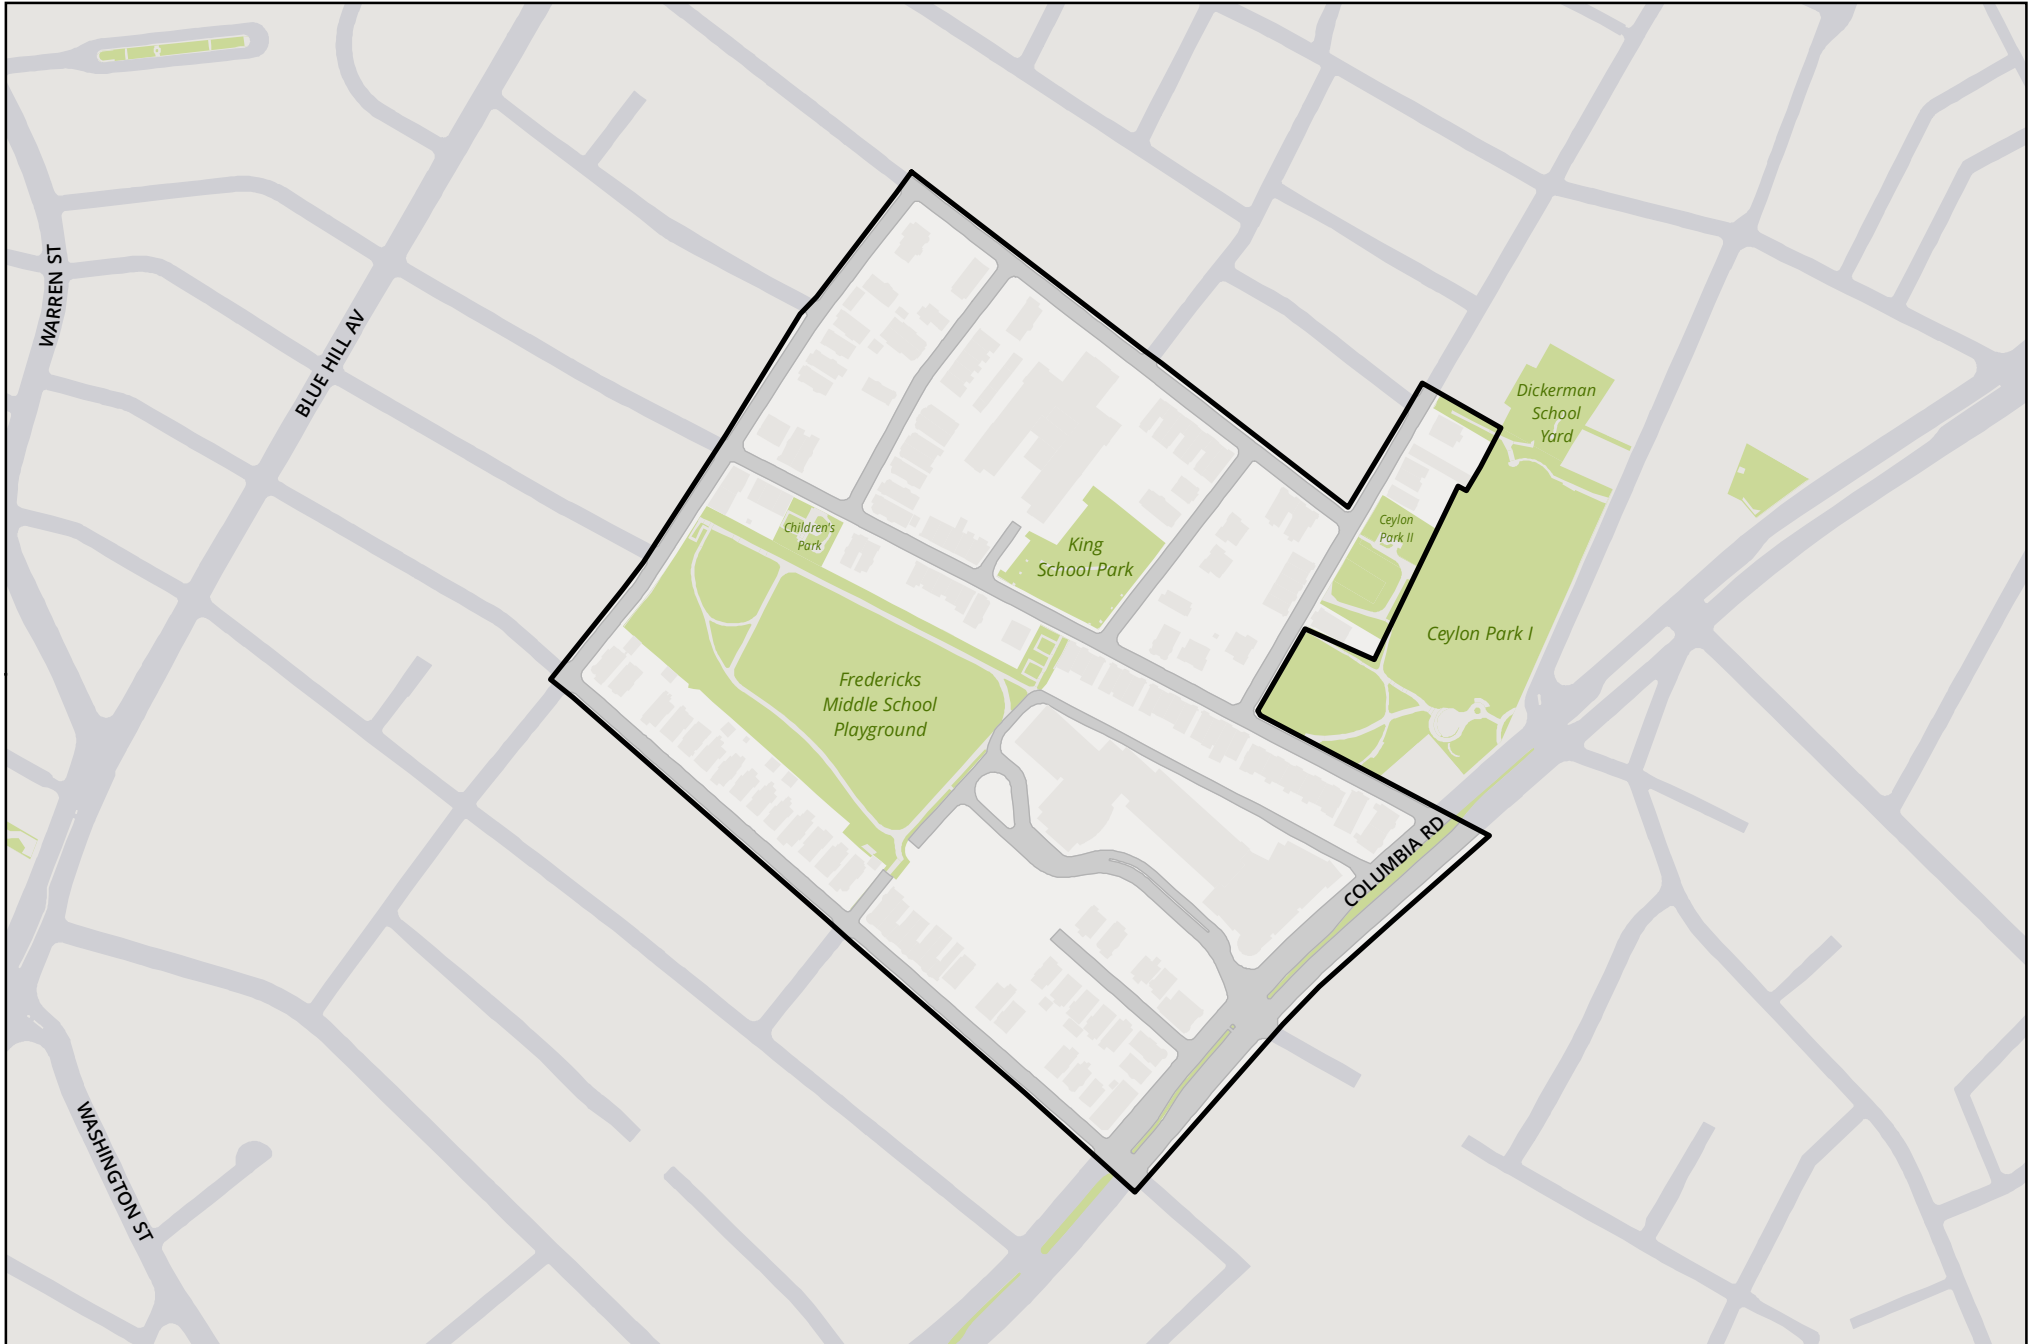 WARREN ST
BLUE HILL AV
Dickerman
School
Yard
Children's
Park
King
School Park
Ceylon
Park II
Ceylon Park I
Fredericks
Middle School
Playground
COLUMBIA RD
WASHINGTON ST